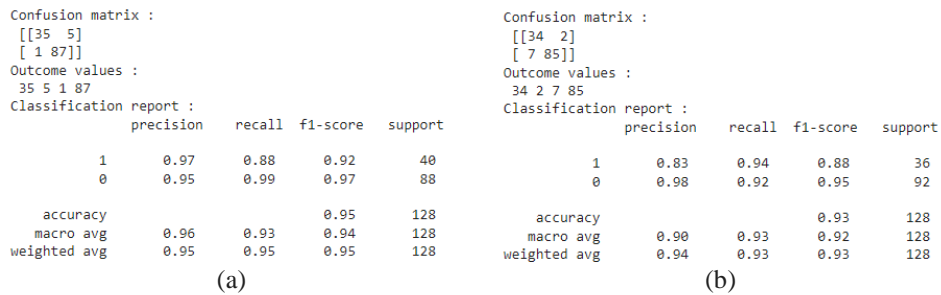 Confusion matrix :
[[35 5]
[ 1 87]]
Outcome values :
35 5 1 87
Classification report :
precision recall f1-score support
1 0.97 0.88 0.92 40
0 0.95 0.99 0.97 88
accuracy 0.95 128
macro avg 0.96 0.93 0.94 128
weighted avg 0.95 0.95 0.95 128
(a)
Confusion matrix :
[[34 2]
[ 7 85]]
Outcome values :
34 2 7 85
Classification report :
precision recall f1-score support
1 0.83 0.94 0.88 36
0 0.98 0.92 0.95 92
accuracy 0.93 128
macro avg 0.90 0.93 0.92 128
weighted avg 0.94 0.93 0.93 128
(b)